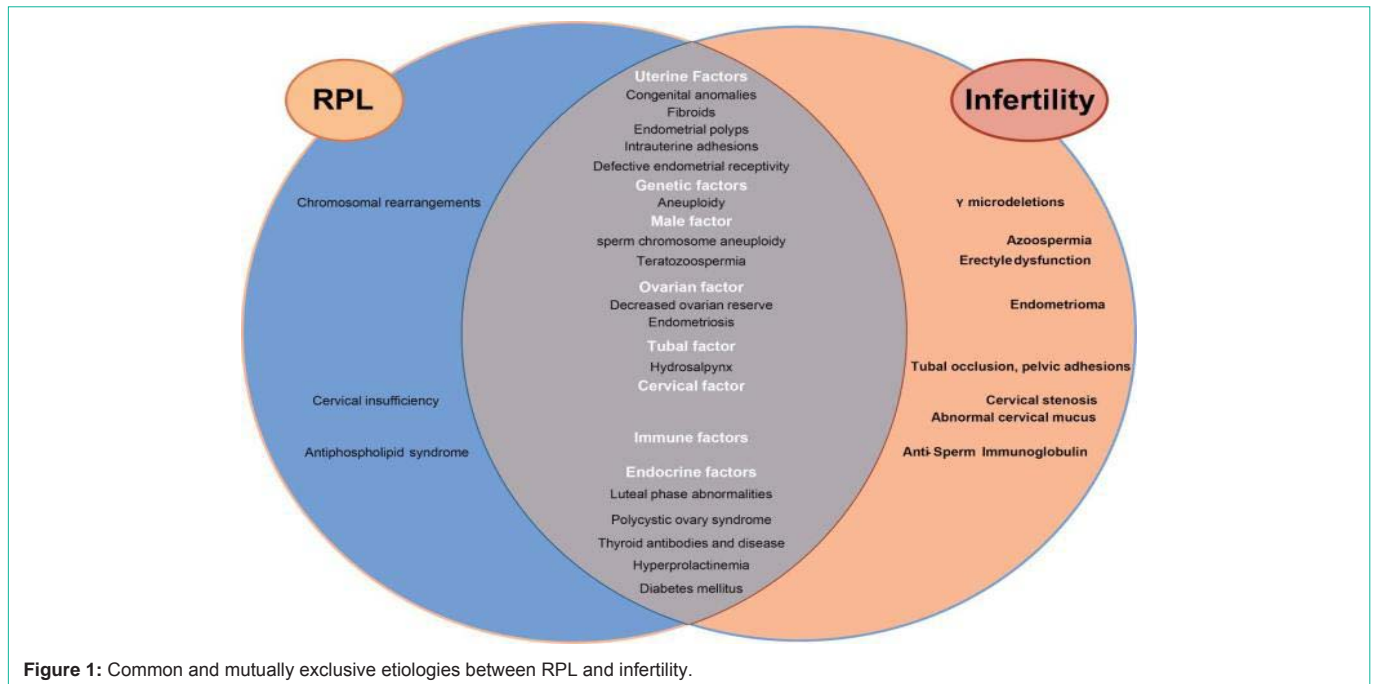 RPL
Infertility
Uterine Factors
Congenital anomalies
Fibroids
Endometrial polyps
Intrauterine adhesions
Defective endometrial receptivity
Genetic factors
Chromosomal rearrangements
Aneuploidy
Y microdeletions
Male factor
sperm chromosome aneuploidy
Azoospermia
Teratozoospermia
Erectyle dysfunction
Ovarian factor
Decreased ovarian reserve
Endometrioma
Endometriosis
Tubal factor
Hydrosalpynx
Tubal occlusion, pelvic adhesions
Cervical factor
Cervical insufficiency
Cervical stenosis
Abnormal cervical mucus
Immune factors
Antiphospholipid syndrome
Anti-Sperm Immunoglobulin
Endocrine factors
Luteal phase abnormalities
Polycystic ovary syndrome
Thyroid antibodies and disease
Hyperprolactinemia
Diabetes mellitus
Figure 1: Common and mutually exclusive etiologies between RPL and infertility.